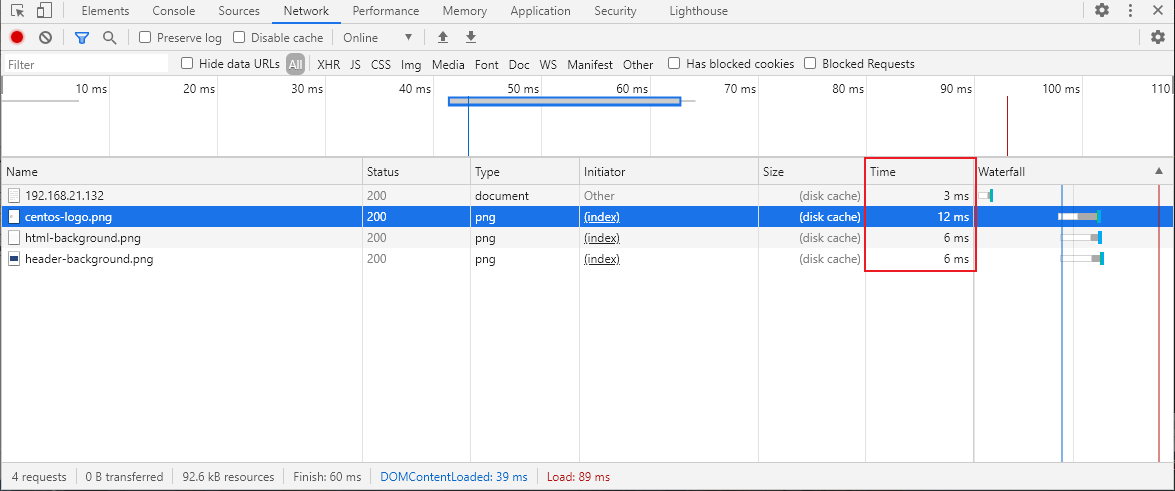 Elements Console Sources Network Performance Memory Application Security Lighthouse
Preserve log Disable cache Online
Filter Hide data URLs All XHR JS CSS Img Media Font Doc WS Manifest Other Has blocked cookies Blocked Requests
10 ms 20 ms 30 ms 40 ms 50 ms 60 ms 70 ms 80 ms 90 ms 100 ms 110
Name Status Type Initiator Size Time Waterfall
192.168.21.132 200 document Other (disk cache) 3 ms
centos-logo.png 200 png (index) (disk cache) 12 ms
html-background.png 200 png (index) (disk cache) 6 ms
header-background.png 200 png (index) (disk cache) 6 ms
4 requests 0 B transferred 92.6 kB resources Finish: 60 ms DOMContentLoaded: 39 ms Load: 89 ms